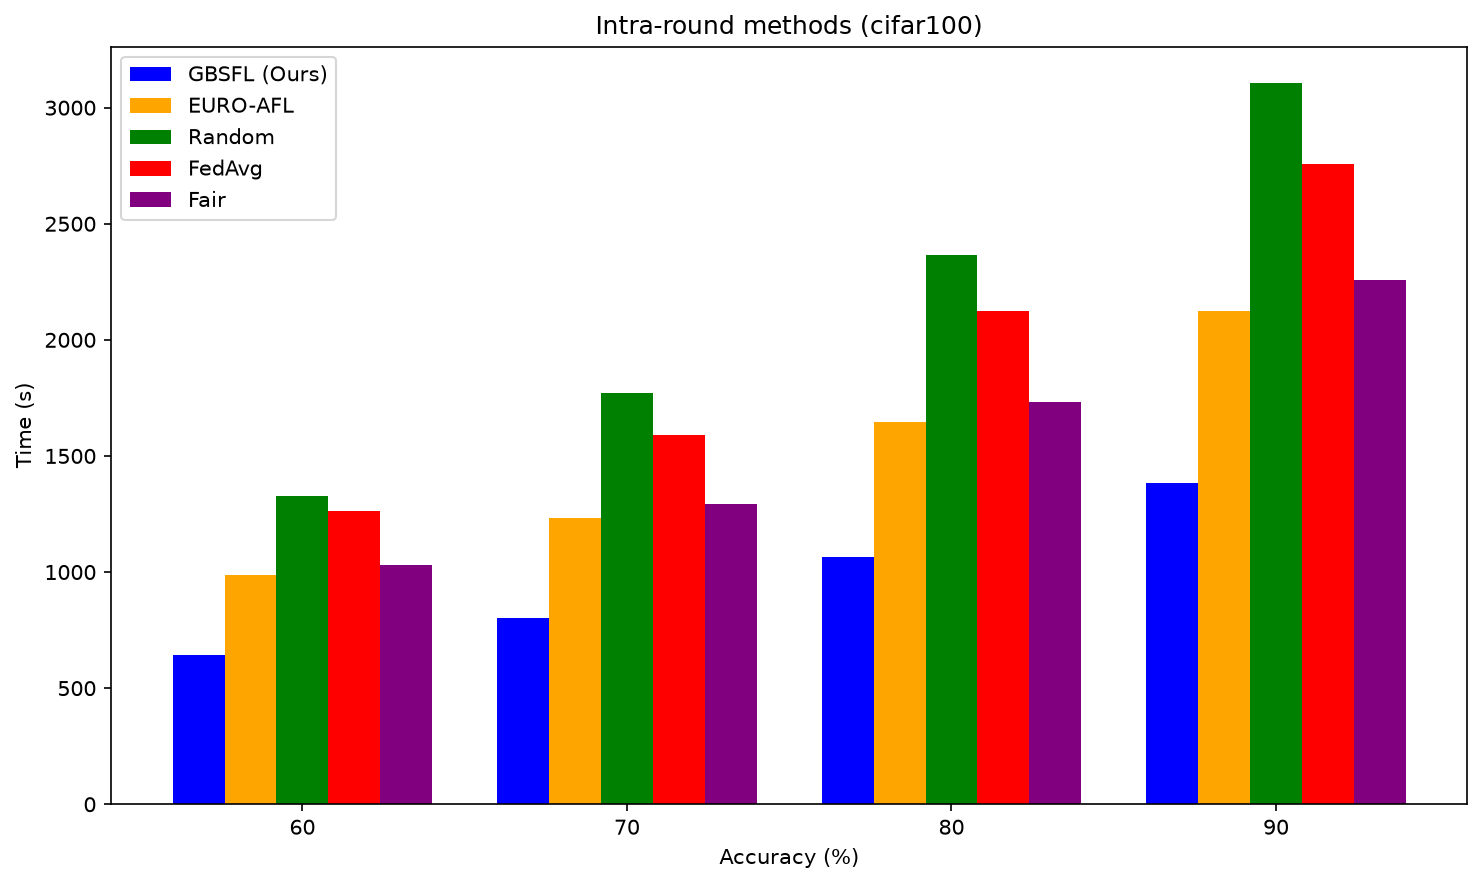 Intra-round methods (cifar100)
GBSFL (Ours)
EURO-AFL
Random
FedAvg
Fair
3000
2500
2000
1500
1000
500
0
Time (s)
60 70 80 90
Accuracy (%)